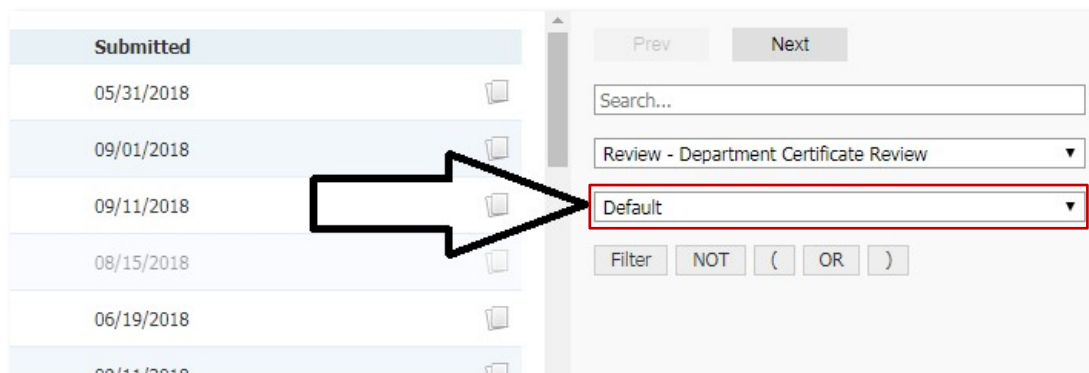 Submitted
05/31/2018
09/01/2018
09/11/2018
08/15/2018
06/19/2018
Prev Next
Search...
Review - Department Certificate Review
Default
Filter NOT ( OR )